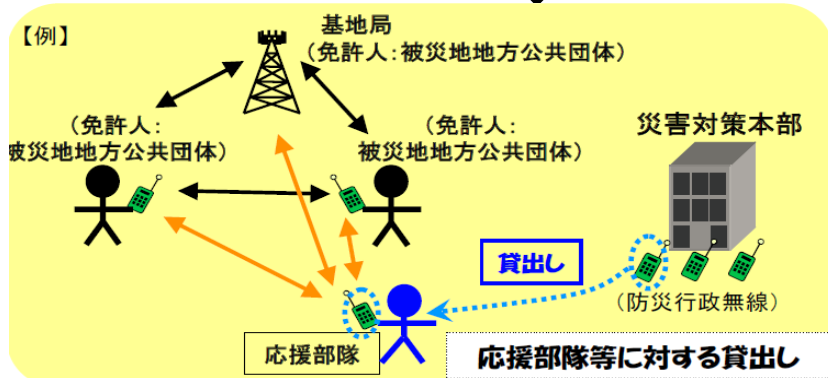 【例】
基地局
（免許人：被災地地方公共団体）
（免許人：
被災地地方公共団体）
（免許人：
被災地地方公共団体）
災害対策本部
貸出し
（防災行政無線）
応援部隊
応援部隊等に対する貸出し